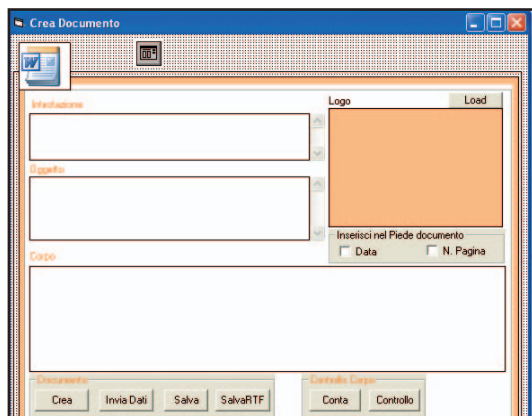 Crea Documento
W
Intestazione
Logo
Load
Oggetto
Inserisci nel Piede documento
Data
N. Pagina
Corpo
Documento
Crea
Invia Dati
Salva
SalvaRTF
Controllo Corpo
Conta
Controllo